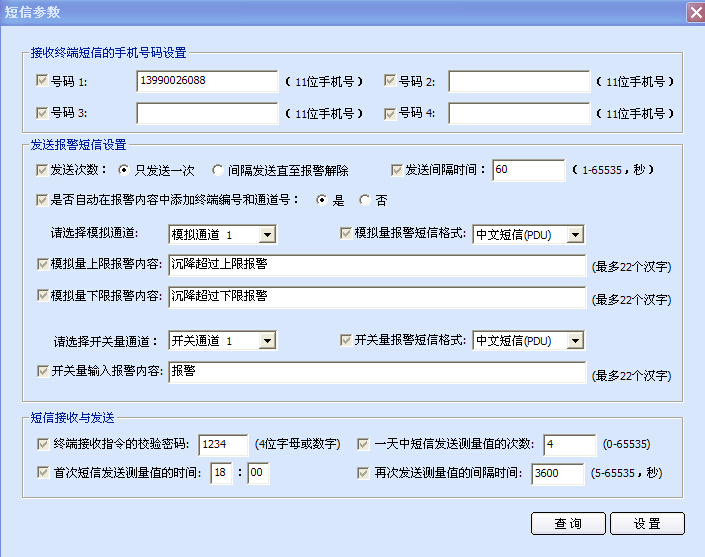 短信参数
接收终端短信的手机号码设置
号码 1: 13990026088 ( 11位手机号 ) 号码 2: ( 11位手机号 )
号码 3: ( 11位手机号 ) 号码 4: ( 11位手机号 )
发送报警短信设置
发送次数: 只发送一次 间隔发送直至报警解除 发送间隔时间: 60 ( 1-65535,秒 )
是否自动在报警内容中添加终端编号和通道号: 是 否
请选择模拟通道: 模拟通道 1 模拟量报警短信格式: 中文短信(PDU)
模拟量上限报警内容: 沉降超过上限报警 (最多22个汉字)
模拟量下限报警内容: 沉降超过下限报警 (最多22个汉字)
请选择开关量通道: 开关通道 1 开关量报警短信格式: 中文短信(PDU)
开关量输入报警内容: 报警 (最多22个汉字)
短信接收与发送
终端接收指令的校验密码: 1234 (4位字母或数字) 一天中短信发送测量值的次数: 4 (0-65535)
首次短信发送测量值的时间: 18 : 00 再次发送测量值的间隔时间: 3600 (5-65535,秒)
查询 设置